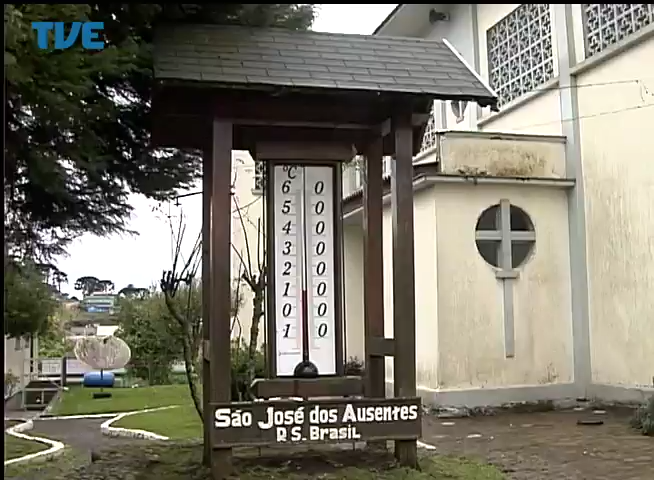 TVE
°C
6 0
5 0
4 0
3 0
2 0
1 0
0 0
1 0
São José dos Ausentes
R S. Brasil